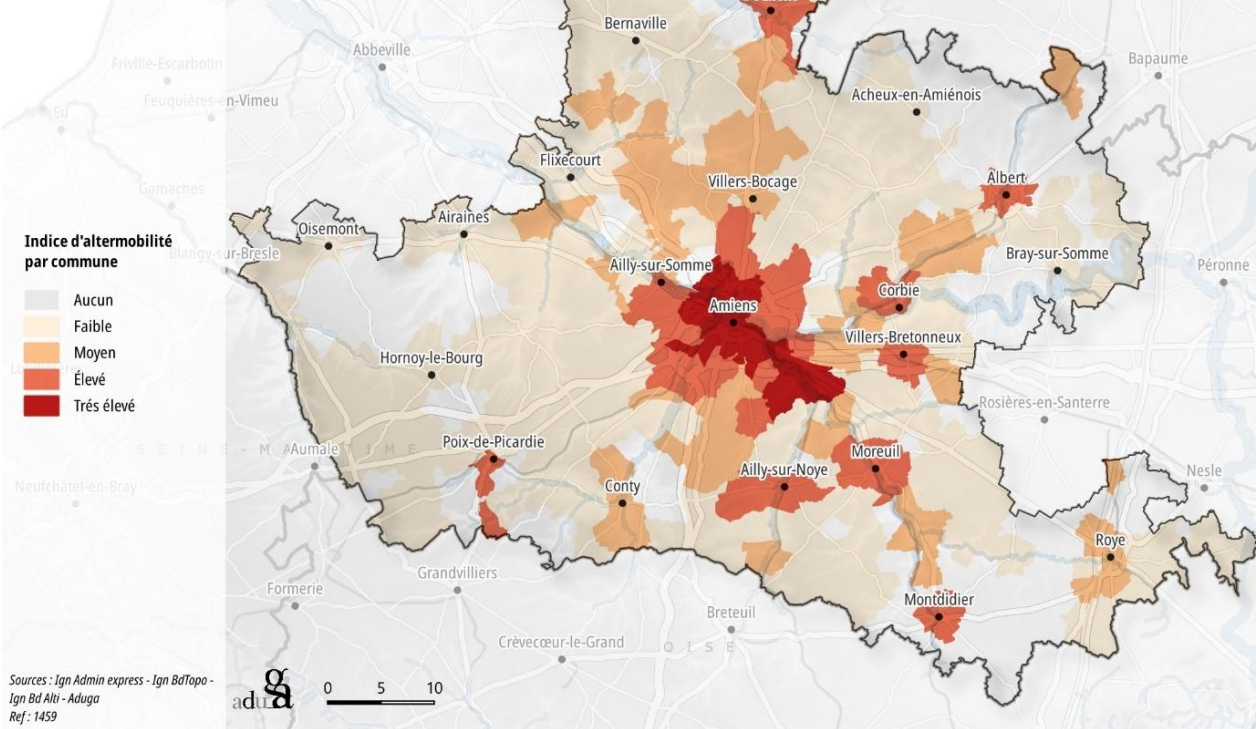 Bernaville
Abbeville
Friville-Escarbotin
Bapaume
Feuquières-en-Vimeu
Acheux-en-Amiénois
Eu
Flixecourt
Albert
Villers-Bocage
Gamaches
Airaines
Oisemont
Indice d'altermobilité
par commune
Blangy-sur-Bresle
Bray-sur-Somme
Ailly-sur-Somme
Péronne
Corbie
Aucun
Amiens
Faible
Villers-Bretonneux
Moyen
Hornoy-le-Bourg
Élevé
Trés élevé
Rosières-en-Santerre
SEINE-MARITIME
Poix-de-Picardie
Aumale
Moreuil
Ailly-sur-Noye
Nesle
Neufchâtel-en-Bray
Conty
Roye
Grandvilliers
Formerie
Montdidier
Breteuil
Crèvecœur-le-Grand
OISE
Sources : Ign Admin express - Ign BdTopo -
Ign Bd Alti - Aduga
Ref : 1459
aduga
0 5 10